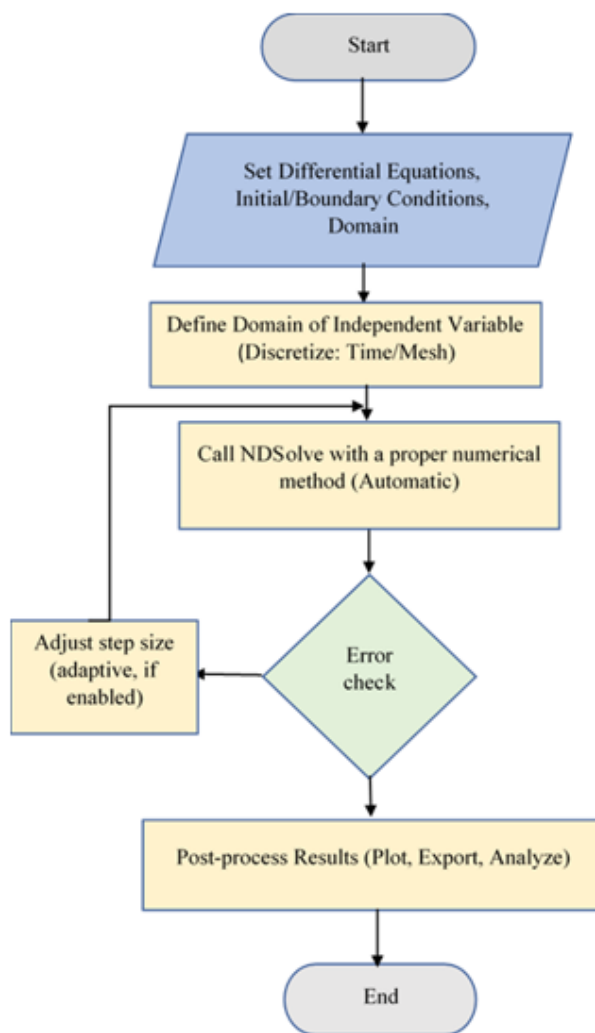 Start
Set Differential Equations,
Initial/Boundary Conditions,
Domain
Define Domain of Independent Variable
(Discretize: Time/Mesh)
Call NDSolve with a proper numerical
method (Automatic)
Error
check
Adjust step size
(adaptive, if
enabled)
Post-process Results (Plot, Export, Analyze)
End